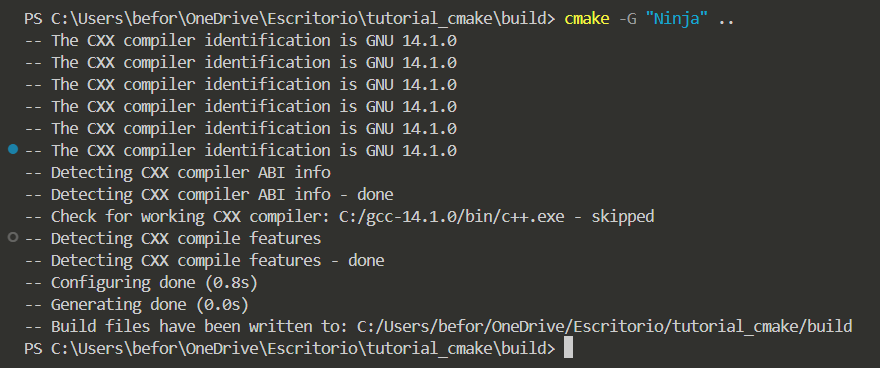 PS C:\Users\befor\OneDrive\Escritorio\tutorial_cmake\build> cmake -G "Ninja" ..
-- The CXX compiler identification is GNU 14.1.0
-- The CXX compiler identification is GNU 14.1.0
-- The CXX compiler identification is GNU 14.1.0
-- The CXX compiler identification is GNU 14.1.0
-- The CXX compiler identification is GNU 14.1.0
-- The CXX compiler identification is GNU 14.1.0
-- Detecting CXX compiler ABI info
-- Detecting CXX compiler ABI info - done
-- Check for working CXX compiler: C:/gcc-14.1.0/bin/c++.exe - skipped
-- Detecting CXX compile features
-- Detecting CXX compile features - done
-- Configuring done (0.8s)
-- Generating done (0.0s)
-- Build files have been written to: C:/Users/befor/OneDrive/Escritorio/tutorial_cmake/build
PS C:\Users\befor\OneDrive\Escritorio\tutorial_cmake\build>